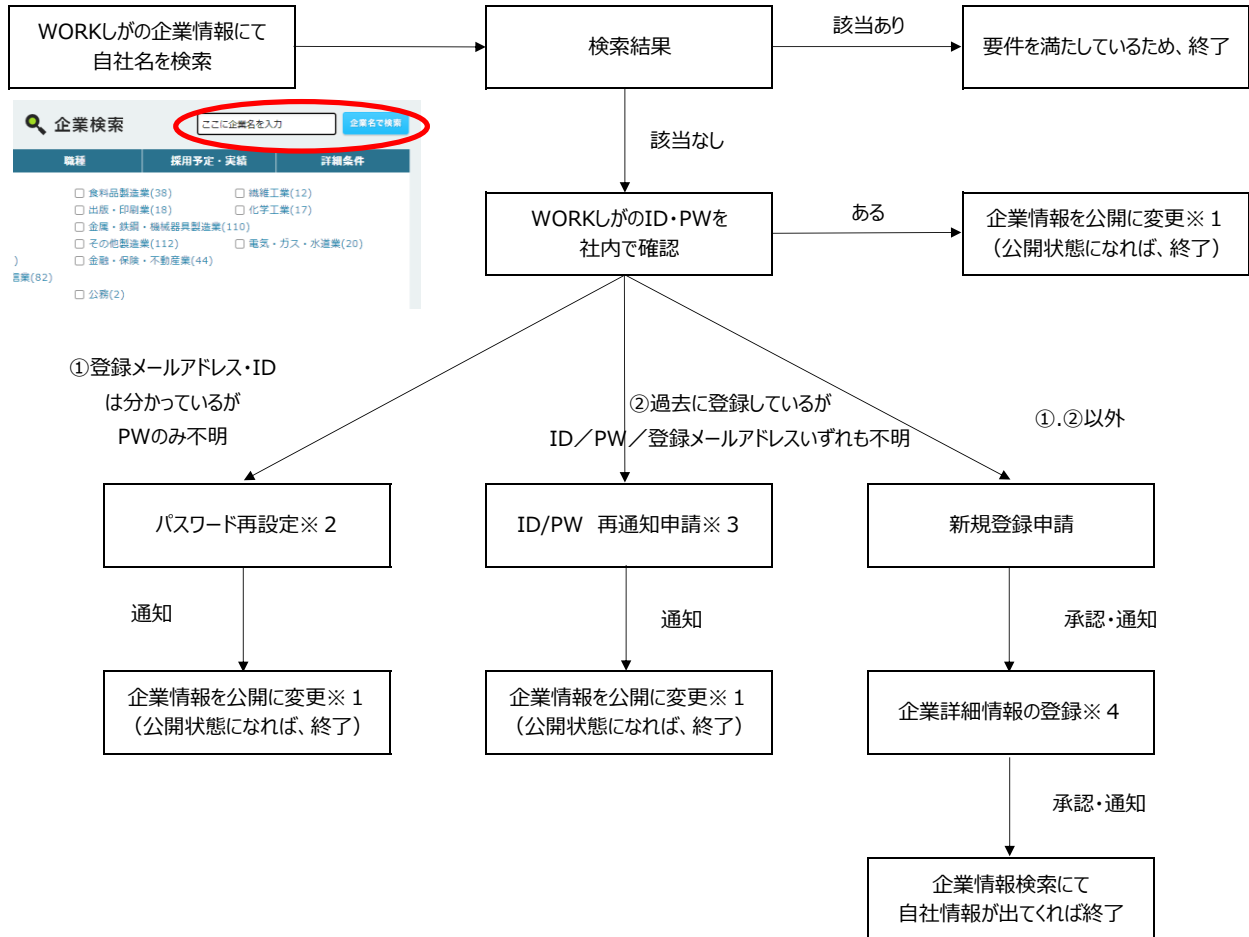 WORKしがの企業情報にて
自社名を検索
検索結果
該当あり
要件を満たしているため、終了
企業検索
ここに企業名を入力
企業名で検索
職種
採用予定・実績
詳細条件
食料品製造業(38)
繊維工業(12)
出版・印刷業(18)
化学工業(17)
金属・鉄鋼・機械器具製造業(110)
その他製造業(112)
電気・ガス・水道業(20)
)
金融・保険・不動産業(44)
業(82)
公務(2)
該当なし
WORKしがのID・PWを
社内で確認
ある
企業情報を公開に変更※1
(公開状態になれば、終了)
①登録メールアドレス・ID
は分かっているが
PWのみ不明
②過去に登録しているが
ID/PW/登録メールアドレスいずれも不明
①.②以外
パスワード再設定※2
ID/PW 再通知申請※3
新規登録申請
通知
通知
承認・通知
企業情報を公開に変更※1
(公開状態になれば、終了)
企業情報を公開に変更※1
(公開状態になれば、終了)
企業詳細情報の登録※4
承認・通知
企業情報検索にて
自社情報が出てくれば終了